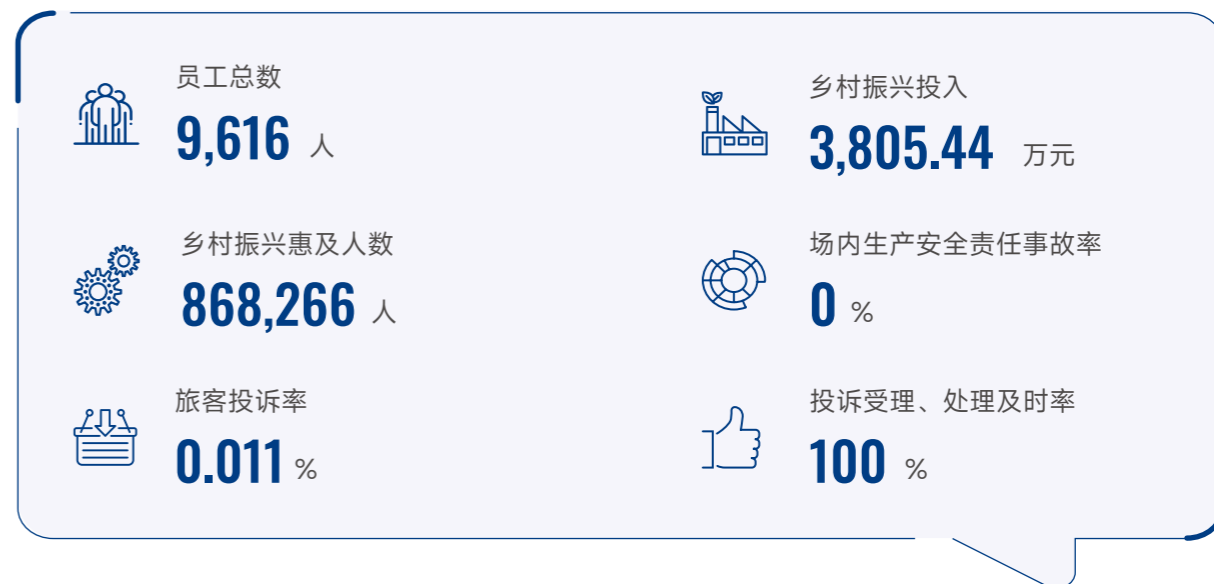 员工总数
9,616 人
乡村振兴投入
3,805.44 万元
乡村振兴惠及人数
868,266 人
场内生产安全责任事故率
0 %
旅客投诉率
0.011 %
投诉受理、处理及时率
100 %